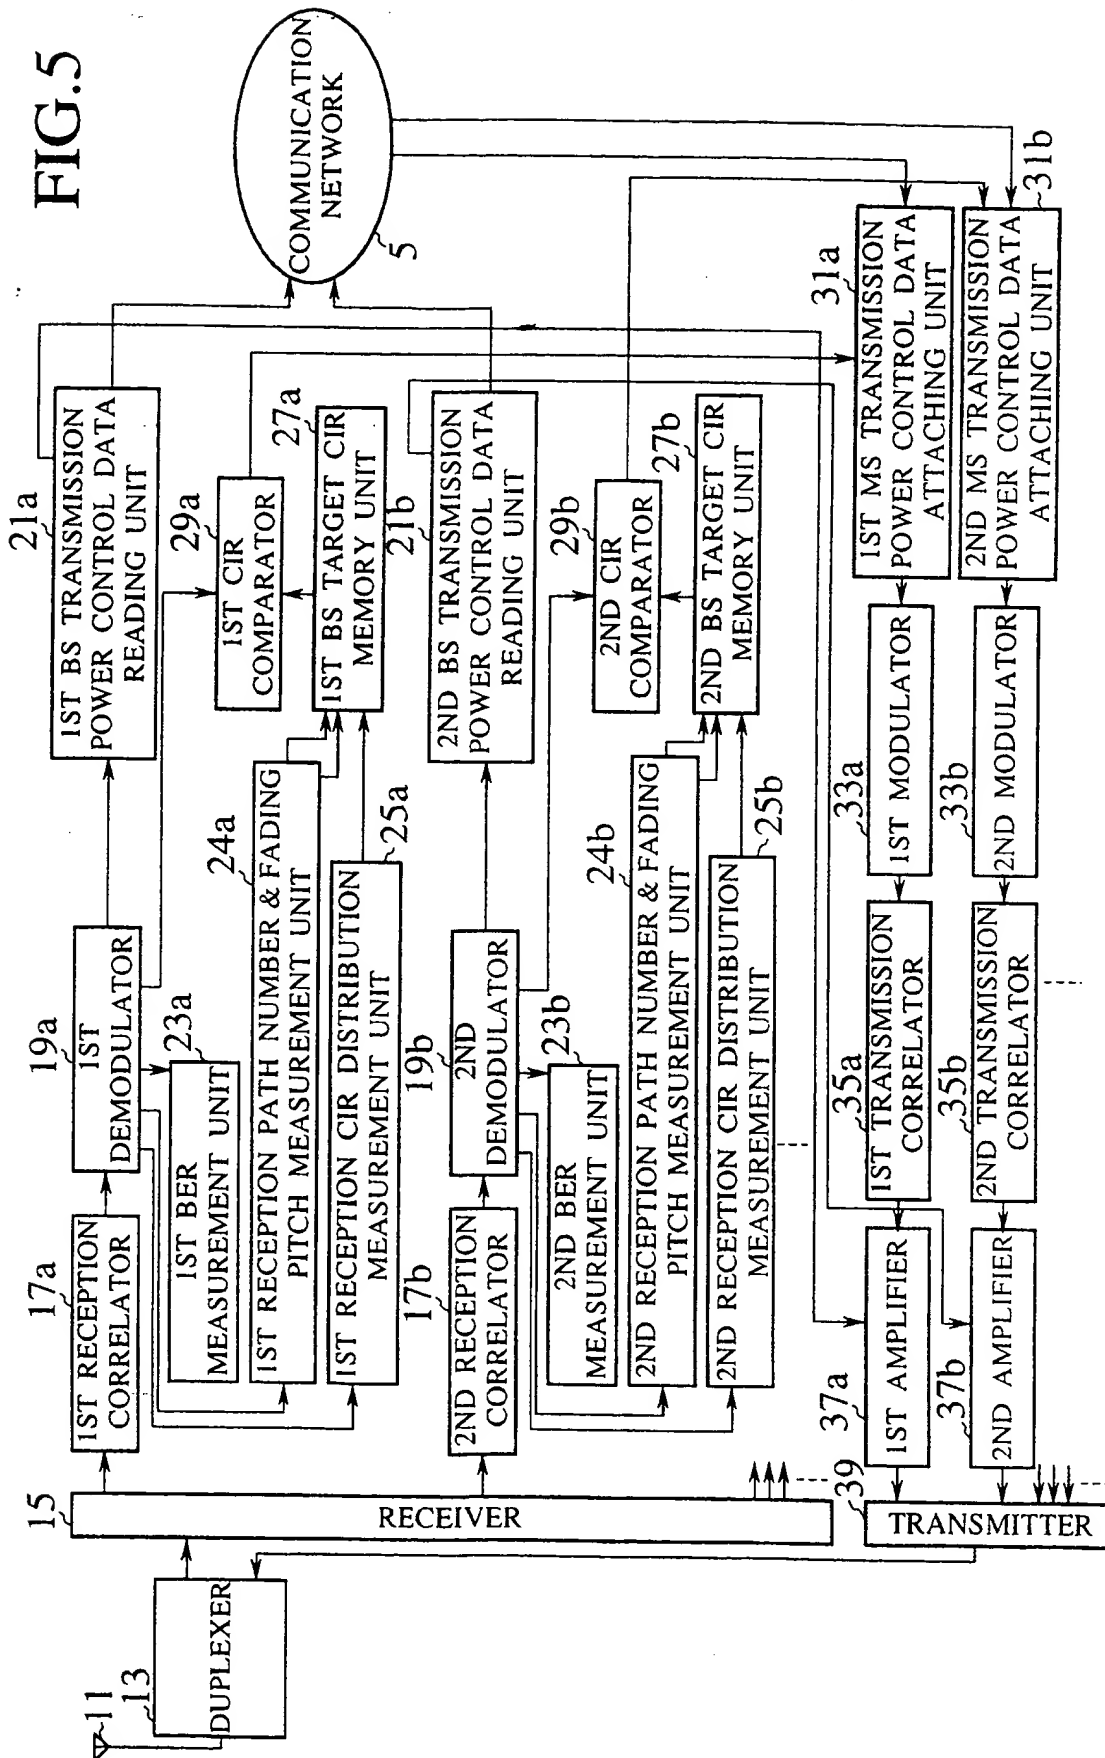 FIG.5
11
13
DUPLEXER
15
RECEIVER
17a
1ST RECEPTION
CORRELATOR
19a
1ST
DEMODULATOR
21a
1ST BS TRANSMISSION
POWER CONTROL DATA
READING UNIT
COMMUNICATION
NETWORK
5
23a
1ST BER
MEASUREMENT UNIT
29a
1ST CIR
COMPARATOR
24a
1ST RECEPTION PATH NUMBER & FADING
PITCH MEASUREMENT UNIT
27a
1ST BS TARGET CIR
MEMORY UNIT
25a
1ST RECEPTION CIR DISTRIBUTION
MEASUREMENT UNIT
17b
2ND RECEPTION
CORRELATOR
19b
2ND
DEMODULATOR
21b
2ND BS TRANSMISSION
POWER CONTROL DATA
READING UNIT
23b
2ND BER
MEASUREMENT UNIT
29b
2ND CIR
COMPARATOR
24b
2ND RECEPTION PATH NUMBER & FADING
PITCH MEASUREMENT UNIT
27b
2ND BS TARGET CIR
MEMORY UNIT
25b
2ND RECEPTION CIR DISTRIBUTION
MEASUREMENT UNIT
39
TRANSMITTER
37a
1ST AMPLIFIER
35a
1ST TRANSMISSION
CORRELATOR
33a
1ST MODULATOR
31a
1ST MS TRANSMISSION
POWER CONTROL DATA
ATTACHING UNIT
37b
2ND AMPLIFIER
35b
2ND TRANSMISSION
CORRELATOR
33b
2ND MODULATOR
31b
2ND MS TRANSMISSION
POWER CONTROL DATA
ATTACHING UNIT